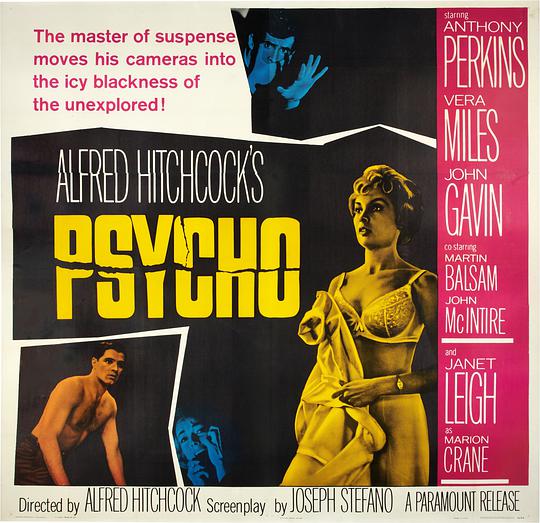 The master of suspense
moves his cameras into
the icy blackness of
the unexplored!
ALFRED HITCHCOCK'S
PSYCHO
starring
ANTHONY
PERKINS
VERA
MILES
JOHN
GAVIN
co-starring
MARTIN
BALSAM
JOHN
McINTIRE
and
JANET
LEIGH
as
MARION
CRANE
Directed by ALFRED HITCHCOCK Screenplay by JOSEPH STEFANO A PARAMOUNT RELEASE